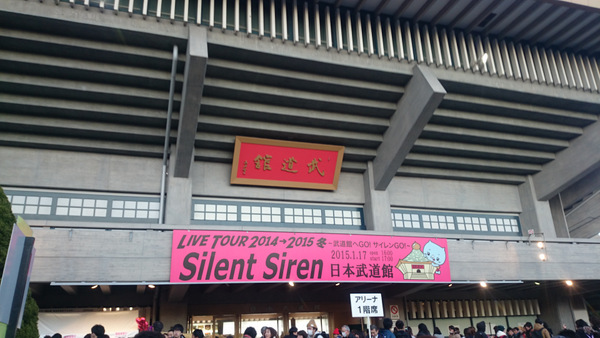 武道館
LIVE TOUR 2014→2015 冬 ~武道館へGO!サイレンGO!~
Silent Siren 2015.1.17 日本武道館
アリーナ
1階席